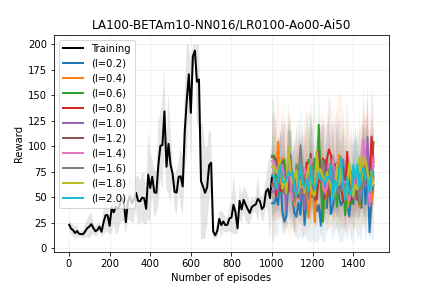 LA100-BETAm10-NN016/LR0100-Ao00-Ai50
Reward
200
175
150
125
100
75
50
25
0
Training
(l=0.2)
(l=0.4)
(l=0.6)
(l=0.8)
(l=1.0)
(l=1.2)
(l=1.4)
(l=1.6)
(l=1.8)
(l=2.0)
0 200 400 600 800 1000 1200 1400
Number of episodes